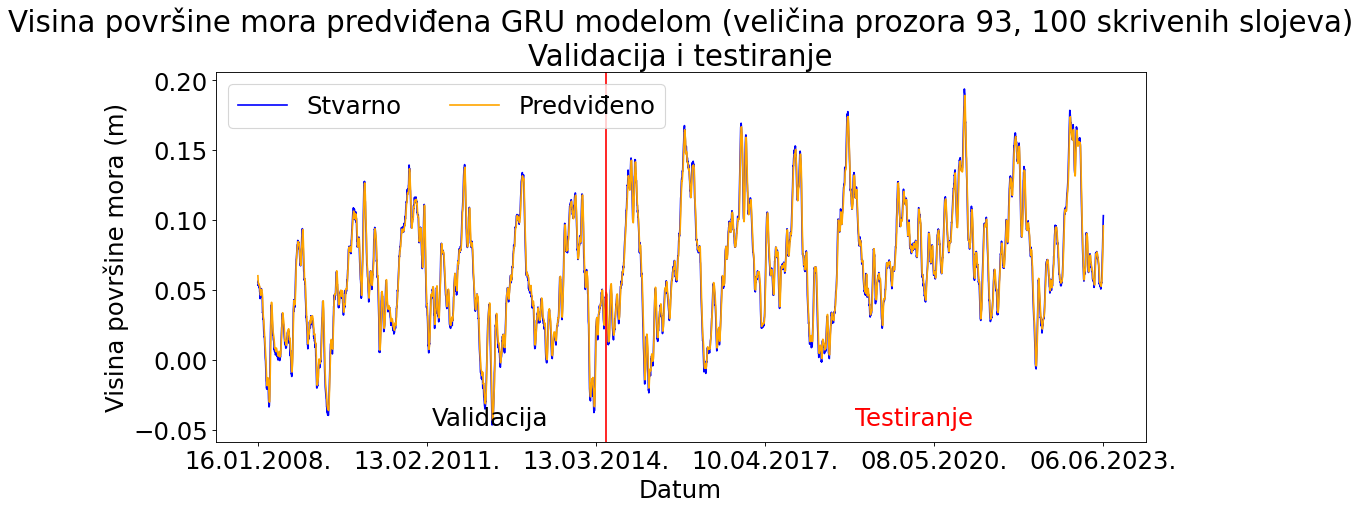 Visina površine mora predviđena GRU modelom (veličina prozora 93, 100 skrivenih slojeva)
Validacija i testiranje
Stvarno
Predviđeno
Visina površine mora (m)
0.20
0.15
0.10
0.05
0.00
−0.05
Validacija
Testiranje
16.01.2008.
13.02.2011.
13.03.2014.
10.04.2017.
08.05.2020.
06.06.2023.
Datum